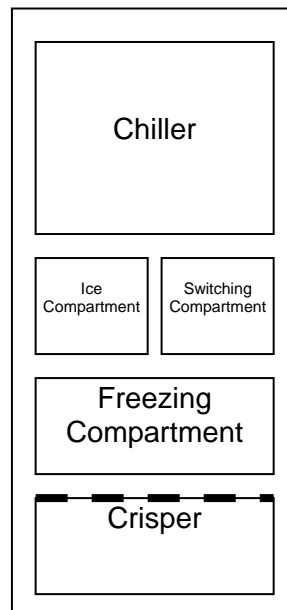 Chiller
Ice
Compartment
Switching
Compartment
Freezing
Compartment
Crisper